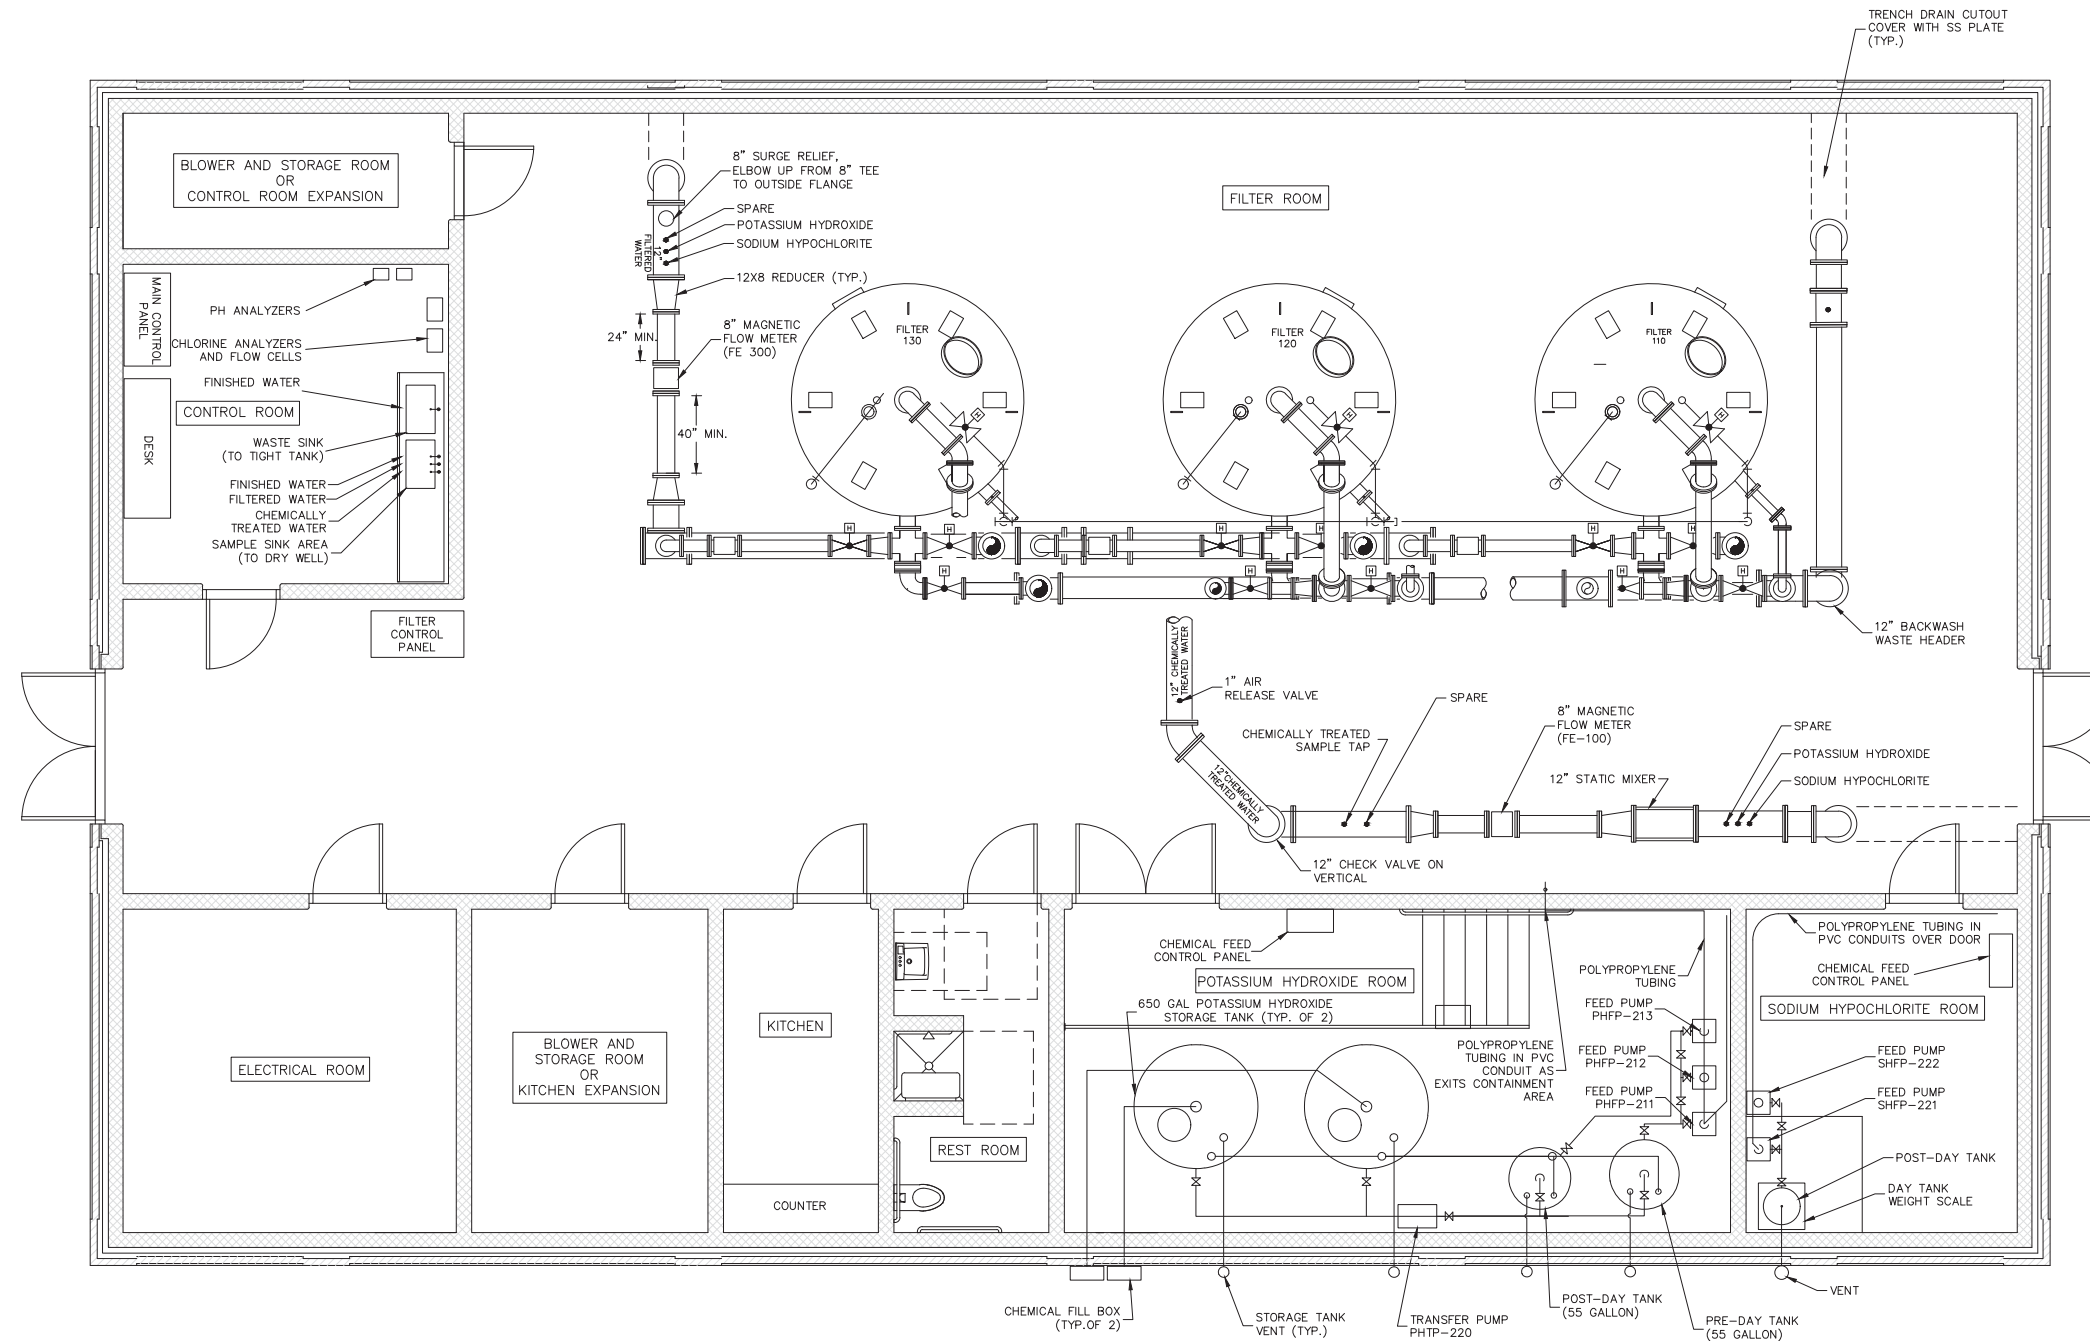 TRENCH DRAIN CUTOUT
COVER WITH SS PLATE
(TYP.)
BLOWER AND STORAGE ROOM
OR
CONTROL ROOM EXPANSION
8” SURGE RELIEF,
ELBOW UP FROM 8” TEE
TO OUTSIDE FLANGE
SPARE
POTASSIUM HYDROXIDE
SODIUM HYPOCHLORITE
12"
FILTERED
WATER
12X8 REDUCER (TYP.)
FILTER ROOM
MAIN CONTROL
PANEL
PH ANALYZERS
CHLORINE ANALYZERS
AND FLOW CELLS
24” MIN.
8” MAGNETIC
FLOW METER
(FE 300)
FILTER
130
FILTER
120
FILTER
110
FINISHED WATER
CONTROL ROOM
DESK
WASTE SINK
(TO TIGHT TANK)
40” MIN.
FINISHED WATER
FILTERED WATER
CHEMICALLY
TREATED WATER
SAMPLE SINK AREA
(TO DRY WELL)
H
H
H
H
H
H
H
H
H
H
H
H
H
H
FILTER
CONTROL
PANEL
12” BACKWASH
WASTE HEADER
12" CHEMICALLY
TREATED WATER
1” AIR
RELEASE VALVE
SPARE
CHEMICALLY TREATED
SAMPLE TAP
8” MAGNETIC
FLOW METER
(FE-100)
SPARE
POTASSIUM HYDROXIDE
12” STATIC MIXER
SODIUM HYPOCHLORITE
12"CHEMICALLY
TREATED WATER
12” CHECK VALVE ON
VERTICAL
CHEMICAL FEED
CONTROL PANEL
POTASSIUM HYDROXIDE ROOM
650 GAL POTASSIUM HYDROXIDE
STORAGE TANK (TYP. OF 2)
POLYPROPYLENE
TUBING
POLYPROPYLENE TUBING IN
PVC CONDUITS OVER DOOR
CHEMICAL FEED
CONTROL PANEL
SODIUM HYPOCHLORITE ROOM
FEED PUMP
PHFP-213
FEED PUMP
PHFP-212
FEED PUMP
PHFP-211
POLYPROPYLENE
TUBING IN PVC
CONDUIT AS
EXITS CONTAINMENT
AREA
FEED PUMP
SHFP-222
FEED PUMP
SHFP-221
ELECTRICAL ROOM
BLOWER AND
STORAGE ROOM
OR
KITCHEN EXPANSION
KITCHEN
REST ROOM
COUNTER
POST-DAY TANK
DAY TANK
WEIGHT SCALE
CHEMICAL FILL BOX
(TYP.OF 2)
STORAGE TANK
VENT (TYP.)
TRANSFER PUMP
PHTP-220
POST-DAY TANK
(55 GALLON)
PRE-DAY TANK
(55 GALLON)
VENT